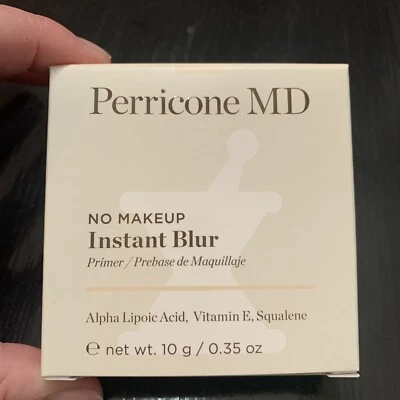 Perricone MD
NO MAKEUP
Instant Blur
Primer / Prebase de Maquillaje
Alpha Lipoic Acid, Vitamin E, Squalene
℮ net wt. 10 g / 0.35 oz